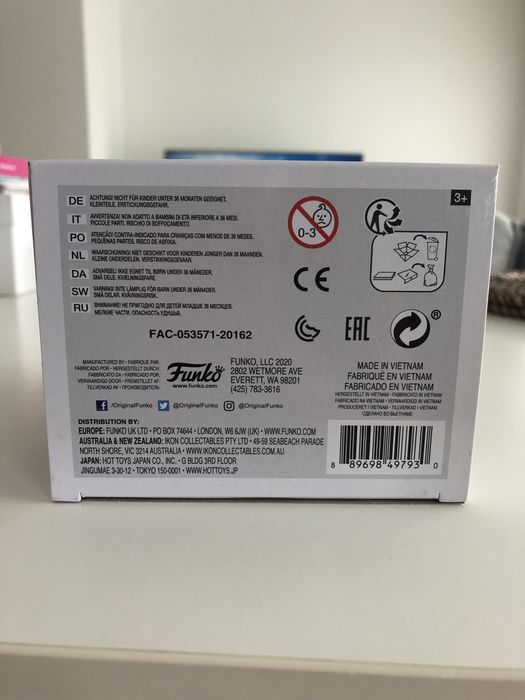 DE ACHTUNG! NICHT FÜR KINDER UNTER 36 MONATEN GEEIGNET.
KLEINTEILE. ERSTICKUNGSGEFAHR.
IT AVVERTENZA! NON ADATTO A BAMBINI DI ETÀ INFERIORE A 36 MESI.
PICCOLE PARTI. RISCHIO DI SOFFOCAMENTO.
PO ATENÇÃO! CONTRA-INDICADO PARA CRIANÇAS COM MENOS DE 36 MESES.
PEQUENAS PARTES. RISCO DE ASFIXIA.
NL WAARSCHUWING! NIET GESCHIKT VOOR KINDEREN JONGER DAN 36 MAANDEN.
KLEINE ONDERDELEN. VERSTIKKINGSGEVAAR.
DA ADVARSEL! IKKE EGNET TIL BØRN UNDER 36 MÅNEDER.
SMÅ DELE. KVÆLNINGSFARE.
SW VARNING! INTE LÄMPLIG FÖR BARN UNDER 36 MÅNADER.
SMÅ DELAR. KVÄVNINGSRISK.
RU ВНИМАНИЕ! НЕ ПРИГОДНО ДЛЯ ДЕТЕЙ МЛАДШЕ 36 МЕСЯЦЕВ.
МЕЛКИЕ ЧАСТИ. ОПАСНОСТЬ УДУШЬЯ.
3+
0-3
CE
EAC
®
FAC-053571-20162
MANUFACTURED BY • FABRIQUÉ PAR:
FABRICADO POR • HERGESTELLT DURCH:
FABBRICATO DA • FABRICADO POR:
VERVAARDIGD DOOR • FREMSTILLET AF:
TILLVERKAD AV • ПРОИЗВОДИТЕЛЬ:
Funko
www.funko.com
FUNKO, LLC 2020
2802 WETMORE AVE
EVERETT, WA 98201
(425) 783-3616
/OriginalFunko @OriginalFunko @OriginalFunko
MADE IN VIETNAM
FABRIQUÉ EN VIETNAM
FABRICADO EN VIETNAM
HERGESTELLT IN VIETNAM • FABBRICATO IN VIETNAM
FABRICADO NA VIETNAM • VERVAARDIGD IN VIETNAM
PRODUCERET I VIETNAM • TILLVERKAD I VIETNAM
СДЕЛАНО ВО ВЬЕТНАМЕ
DISTRIBUTION BY:
EUROPE: FUNKO UK LTD • PO BOX 74644 • LONDON, W6 6JW (UK) • WWW.FUNKO.COM
AUSTRALIA & NEW ZEALAND: IKON COLLECTABLES PTY LTD • 49-59 SEABEACH PARADE
NORTH SHORE, VIC 3214 AUSTRALIA • WWW.IKONCOLLECTABLES.COM.AU
JAPAN: HOT TOYS JAPAN CO., INC. • G BLDG 3RD FLOOR
JINGUMAE 3-30-12 • TOKYO 150-0001 • WWW.HOTTOYS.JP
8 89698 49793 0